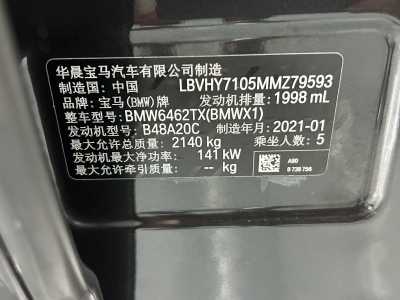 华晨宝马汽车有限公司制造
制造国: 中国 LBVHY7105MMZ79593
品牌: 宝马(BMW)牌 发动机排量: 1998 mL
整车型号: BMW6462TX(BMWX1)
发动机型号: B48A20C 制造年月: 2021-01
最大允许总质量: 2140 kg 乘坐人数: 5
发动机最大净功率: 141 kW
最大允许牵引质量: -- kg
A90
8 738 756